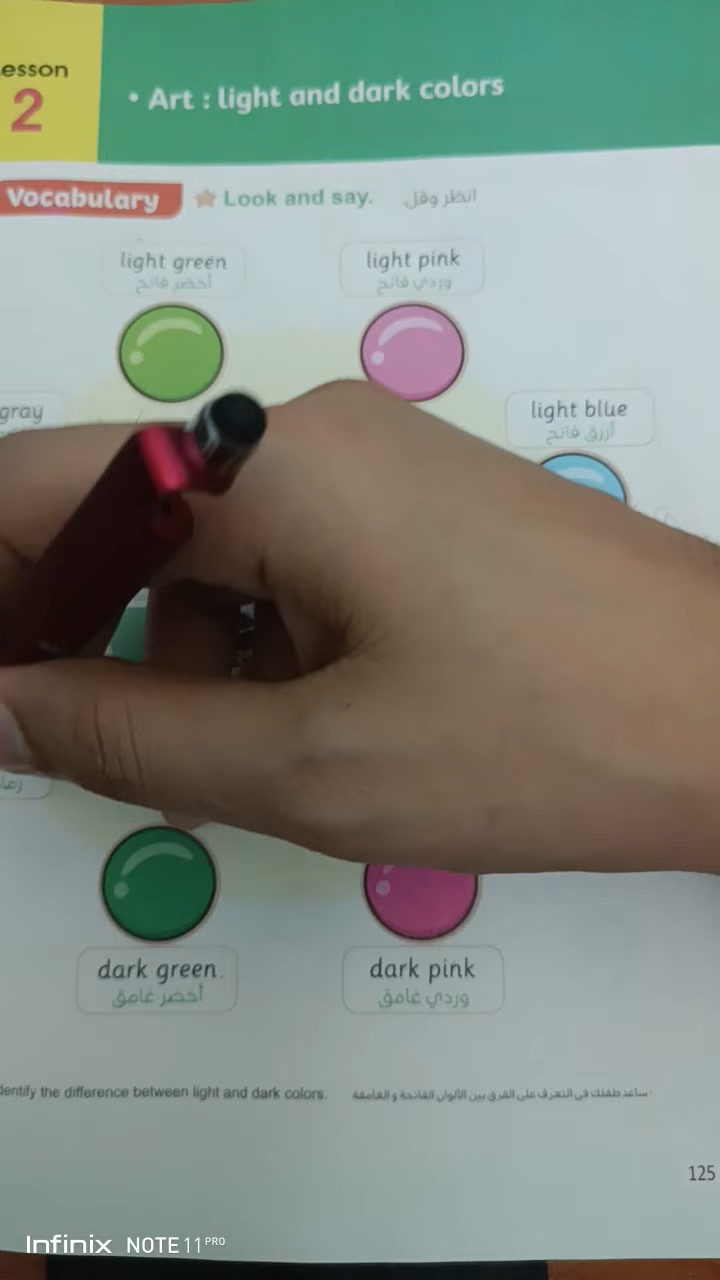 esson
2
• Art : light and dark colors
Vocabulary
Look and say. انظر وقل.
light green
أخضر فاتح
light pink
وردي فاتح
gray
light blue
أزرق فاتح
dark green
أخضر غامق
dark pink
وردي غامق
dentify the difference between light and dark colors. ساعد طفلك في التعرف على الفرق بين الألوان الفاتحة والغامقة.
125
Infinix NOTE 11 PRO